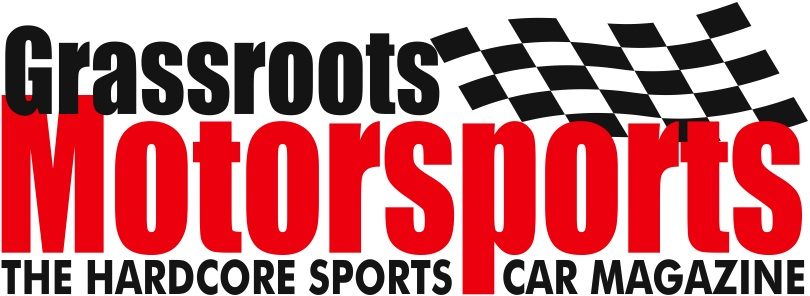 Grassroots
Motorsports
THE HARDCORE SPORTS CAR MAGAZINE